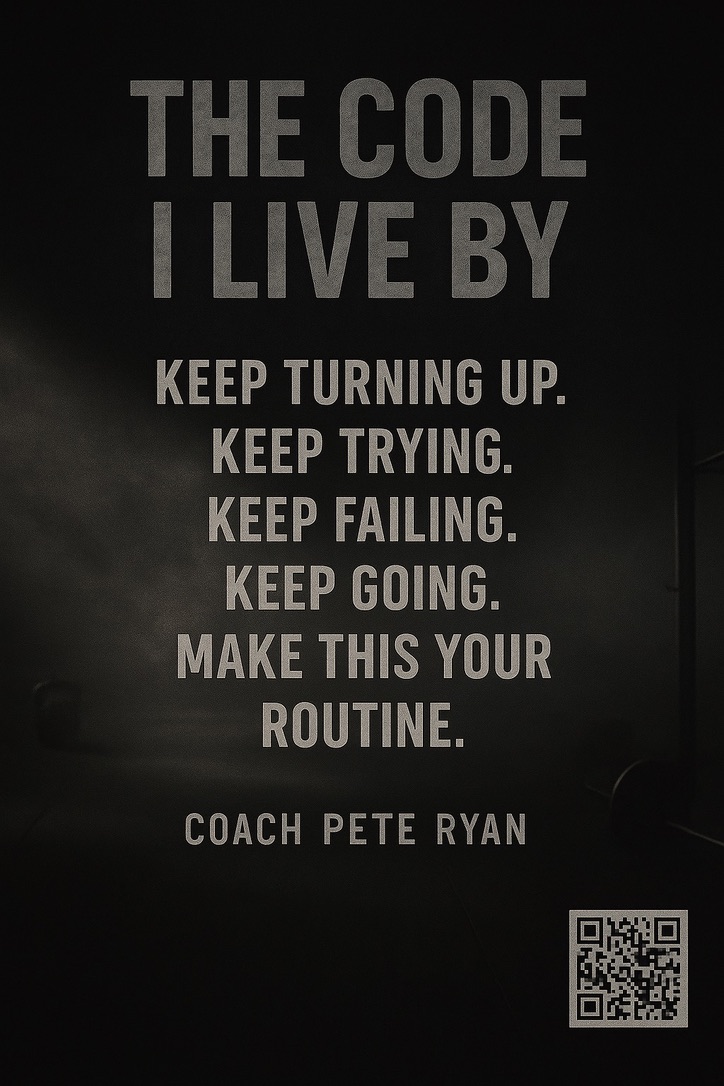 THE CODE
I LIVE BY
KEEP TURNING UP.
KEEP TRYING.
KEEP FAILING.
KEEP GOING.
MAKE THIS YOUR
ROUTINE.
COACH PETE RYAN